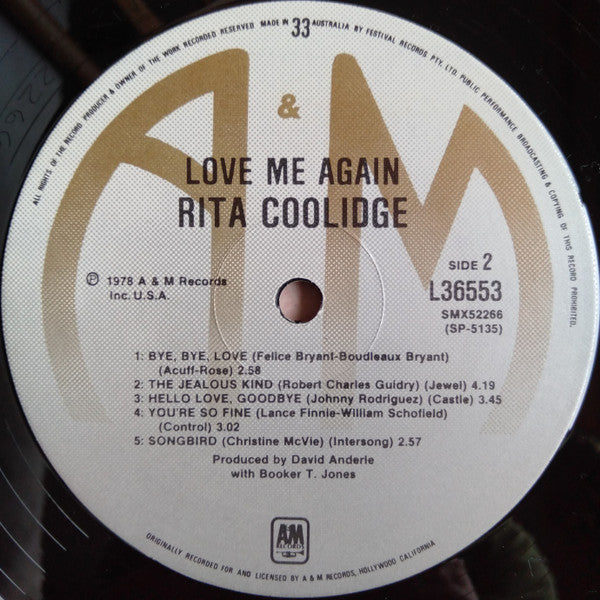 ALL RIGHTS OF THE RECORD PRODUCER & OWNER OF THE WORK RECORDED RESERVED MADE IN 33 AUSTRALIA BY FESTIVAL RECORDS PTY. LTD. PUBLIC PERFORMANCE BROADCASTING & COPYING OF THIS RECORD PROHIBITED.
A & M
LOVE ME AGAIN
RITA COOLIDGE
℗ 1978 A & M Records
Inc. U.S.A.
SIDE 2
L36553
SMX52266
(SP-5135)
1: BYE, BYE, LOVE (Felice Bryant-Boudleaux Bryant)
(Acuff-Rose) 2.58
2: THE JEALOUS KIND (Robert Charles Guidry) (Jewel) 4.19
3: HELLO LOVE, GOODBYE (Johnny Rodriguez) (Castle) 3.45
4: YOU'RE SO FINE (Lance Finnie-William Schofield)
(Control) 3.02
5: SONGBIRD (Christine McVie) (Intersong) 2.57
Produced by David Anderle
with Booker T. Jones
A&M
RECORDS
ORIGINALLY RECORDED FOR AND LICENSED BY A & M RECORDS, HOLLYWOOD CALIFORNIA